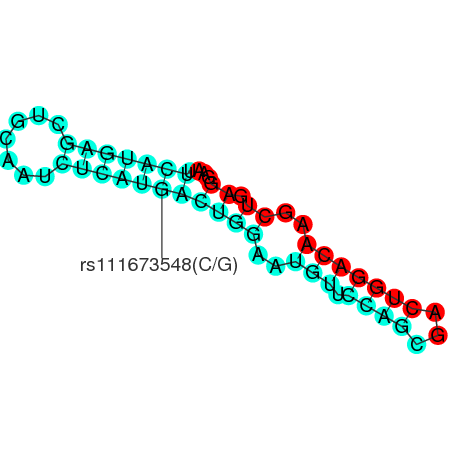 G U C G A G U A C U
C A A U C U C A U G A C U G G A A U G U U C C A G C G
A G U C G A A C A G G U C A
rs111673548(C/G)